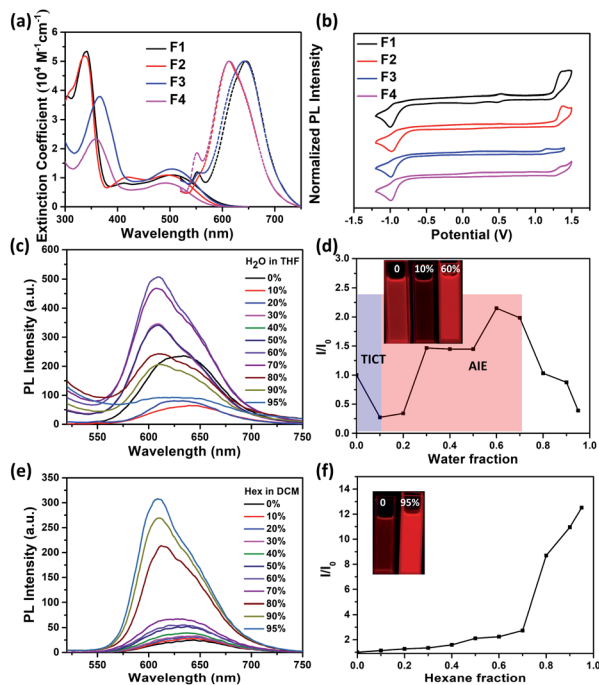 (a)
F1
F2
F3
F4
Extinction Coefficient (10⁴ M⁻¹cm⁻¹)
6
5
4
3
2
1
0
300 400 500 600 700
Wavelength (nm)
(b)
F1
F2
F3
F4
Normalized PL Intensity
-1.5 -1.0 -0.5 0.0 0.5 1.0 1.5
Potential (V)
(c)
H₂O in THF
0%
10%
20%
30%
40%
50%
60%
70%
80%
90%
95%
PL Intensity (a.u.)
600
500
400
300
200
100
0
550 600 650 700 750
Wavelength (nm)
(d)
0 10% 60%
TICT
AIE
I/I₀
3.0
2.5
2.0
1.5
1.0
0.5
0.0
0.0 0.2 0.4 0.6 0.8 1.0
Water fraction
(e)
Hex in DCM
0%
10%
20%
30%
40%
50%
60%
70%
80%
90%
95%
PL Intensity (a.u.)
350
300
250
200
150
100
50
0
550 600 650 700 750
Wavelength (nm)
(f)
0 95%
I/I₀
14
12
10
8
6
4
2
0.0 0.2 0.4 0.6 0.8 1.0
Hexane fraction